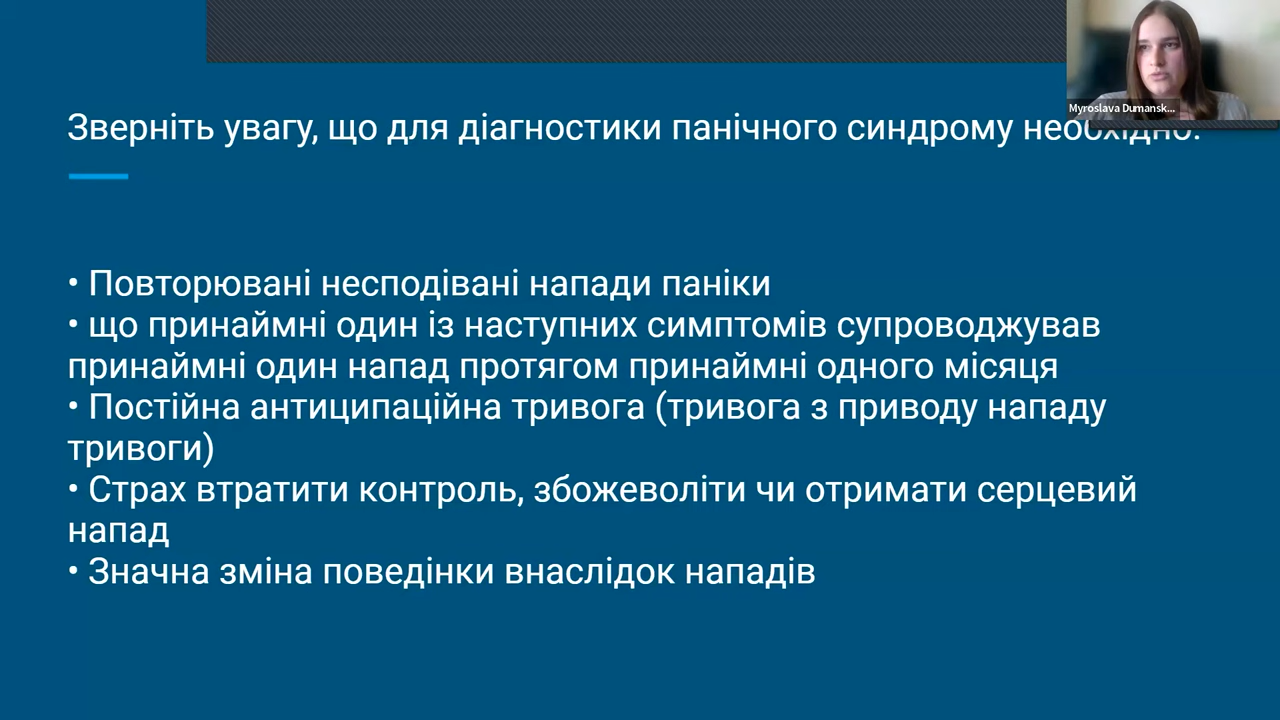 Myroslava Dumansk...
Зверніть увагу, що для діагностики панічного синдрому необхідно:
• Повторювані несподівані напади паніки
• що принаймні один із наступних симптомів супроводжував
принаймні один напад протягом принаймні одного місяця
• Постійна антиципаційна тривога (тривога з приводу нападу
тривоги)
• Страх втратити контроль, збожеволіти чи отримати серцевий
напад
• Значна зміна поведінки внаслідок нападів